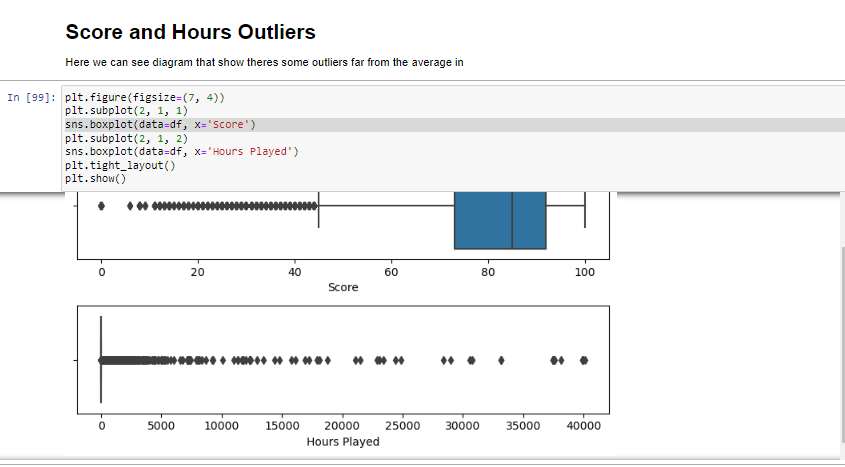 Score and Hours Outliers
Here we can see diagram that show theres some outliers far from the average in
In [99]: plt.figure(figsize=(7, 4))
plt.subplot(2, 1, 1)
sns.boxplot(data=df, x='Score')
plt.subplot(2, 1, 2)
sns.boxplot(data=df, x='Hours Played')
plt.tight_layout()
plt.show()
0 20 40 60 80 100
Score
0 5000 10000 15000 20000 25000 30000 35000 40000
Hours Played